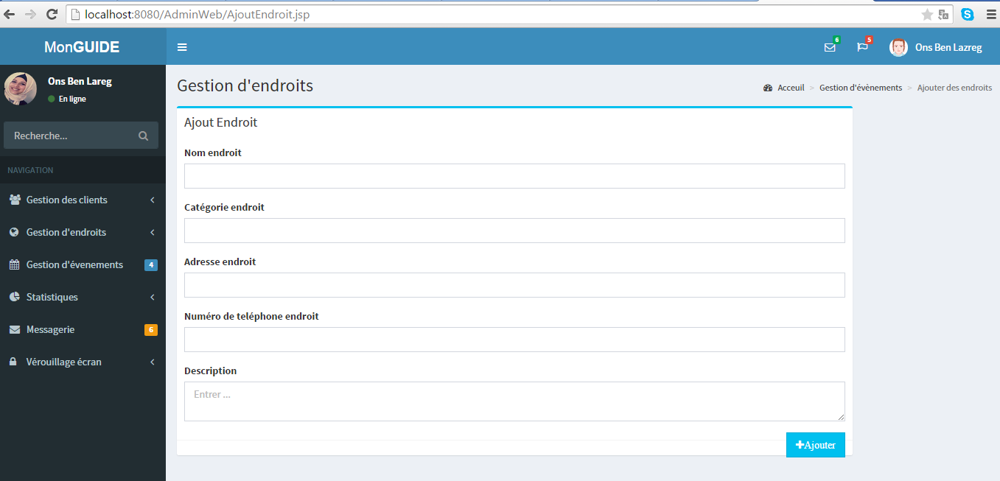 localhost:8080/AdminWeb/AjoutEndroit.jsp
MonGUIDE
6
5
Ons Ben Lazreg
Ons Ben Lareg
En ligne
Recherche...
NAVIGATION
Gestion des clients
Gestion d'endroits
Gestion d'évenements 4
Statistiques
Messagerie 6
Vérouillage écran
Gestion d'endroits
Acceuil > Gestion d'évènements > Ajouter des endroits
Ajout Endroit
Nom endroit
Catégorie endroit
Adresse endroit
Numéro de teléphone endroit
Description
Entrer ...
Ajouter